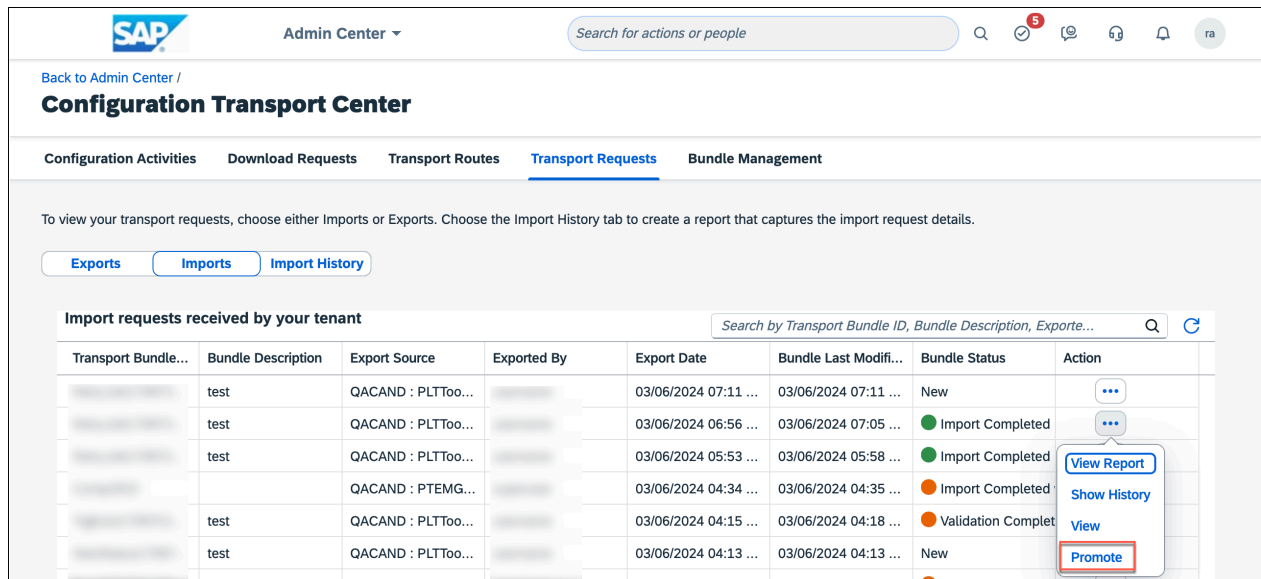 SAP
Admin Center
Search for actions or people
5
ra
Back to Admin Center /
Configuration Transport Center
Configuration Activities Download Requests Transport Routes Transport Requests Bundle Management
To view your transport requests, choose either Imports or Exports. Choose the Import History tab to create a report that captures the import request details.
Exports Imports Import History
Import requests received by your tenant
Search by Transport Bundle ID, Bundle Description, Exporte...
Transport Bundle... Bundle Description Export Source Exported By Export Date Bundle Last Modifi... Bundle Status Action
test QACAND : PLTToo... 03/06/2024 07:11 ... 03/06/2024 07:11 ... New
test QACAND : PLTToo... 03/06/2024 06:56 ... 03/06/2024 07:05 ... Import Completed
test QACAND : PLTToo... 03/06/2024 05:53 ... 03/06/2024 05:58 ... Import Completed
View Report
QACAND : PTEMG... 03/06/2024 04:34 ... 03/06/2024 04:35 ... Import Completed
Show History
test QACAND : PLTToo... 03/06/2024 04:15 ... 03/06/2024 04:18 ... Validation Complet
View
test QACAND : PLTToo... 03/06/2024 04:13 ... 03/06/2024 04:13 ... New
Promote